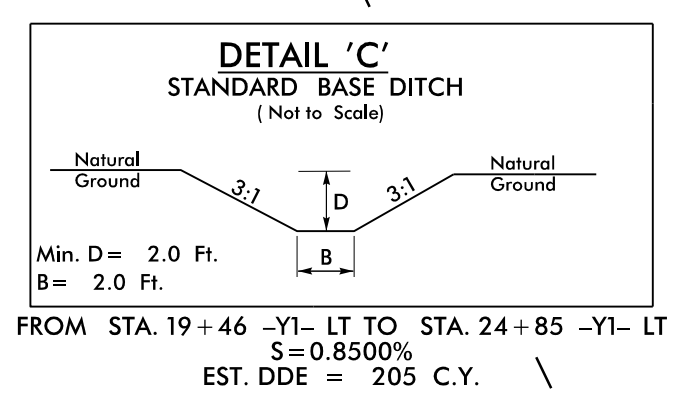 DETAIL 'C'
STANDARD BASE DITCH
( Not to Scale)
Natural
Ground
3:1
D
3:1
Natural
Ground
Min. D= 2.0 Ft.
B
B= 2.0 Ft.
FROM STA. 19+46 -Y1- LT TO STA. 24+85 -Y1- LT
S=0.8500%
EST. DDE = 205 C.Y.